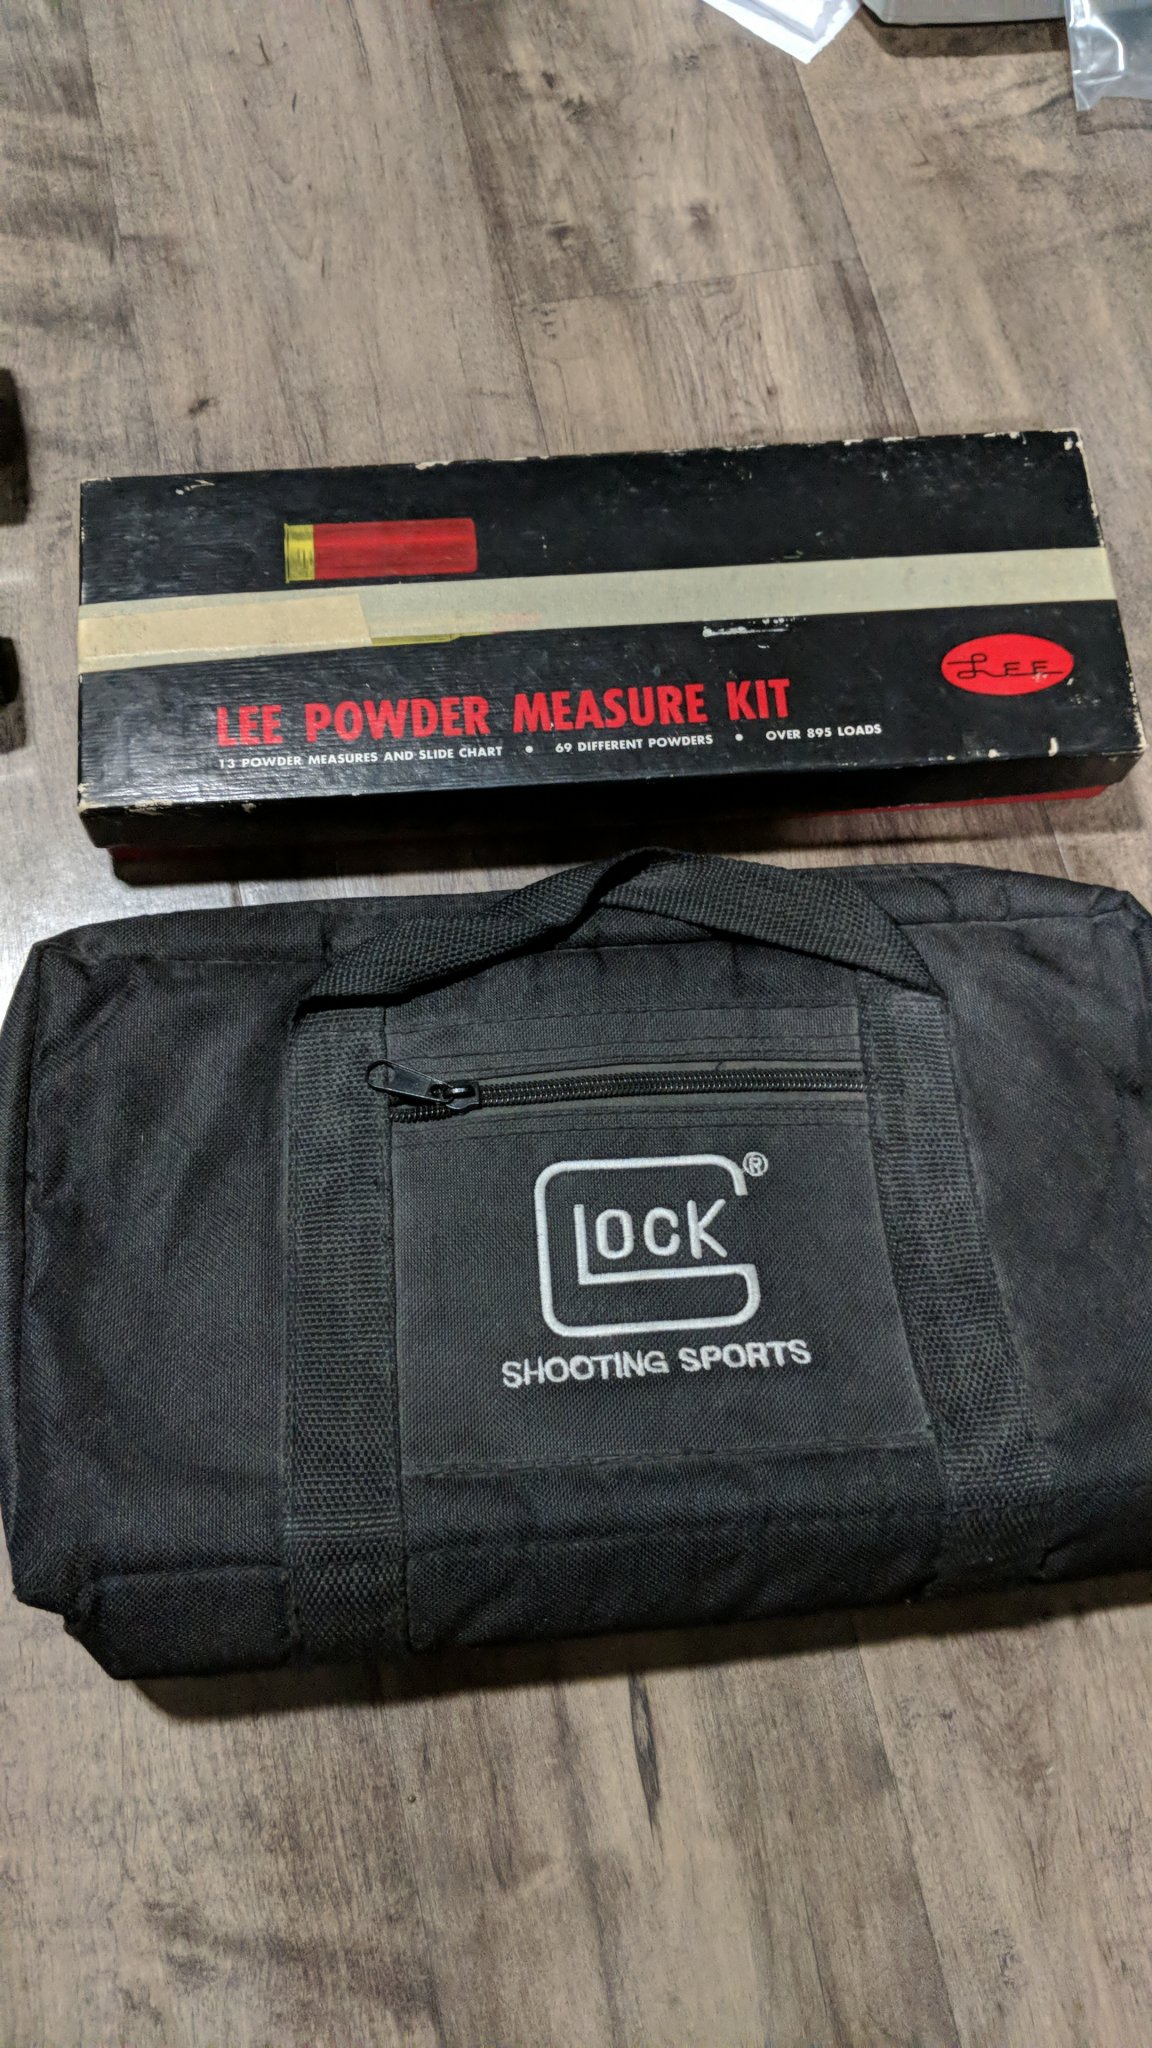 LEE POWDER MEASURE KIT
LEE
13 POWDER MEASURES AND SLIDE CHART • 69 DIFFERENT POWDERS • OVER 895 LOADS
GLOCK®
SHOOTING SPORTS